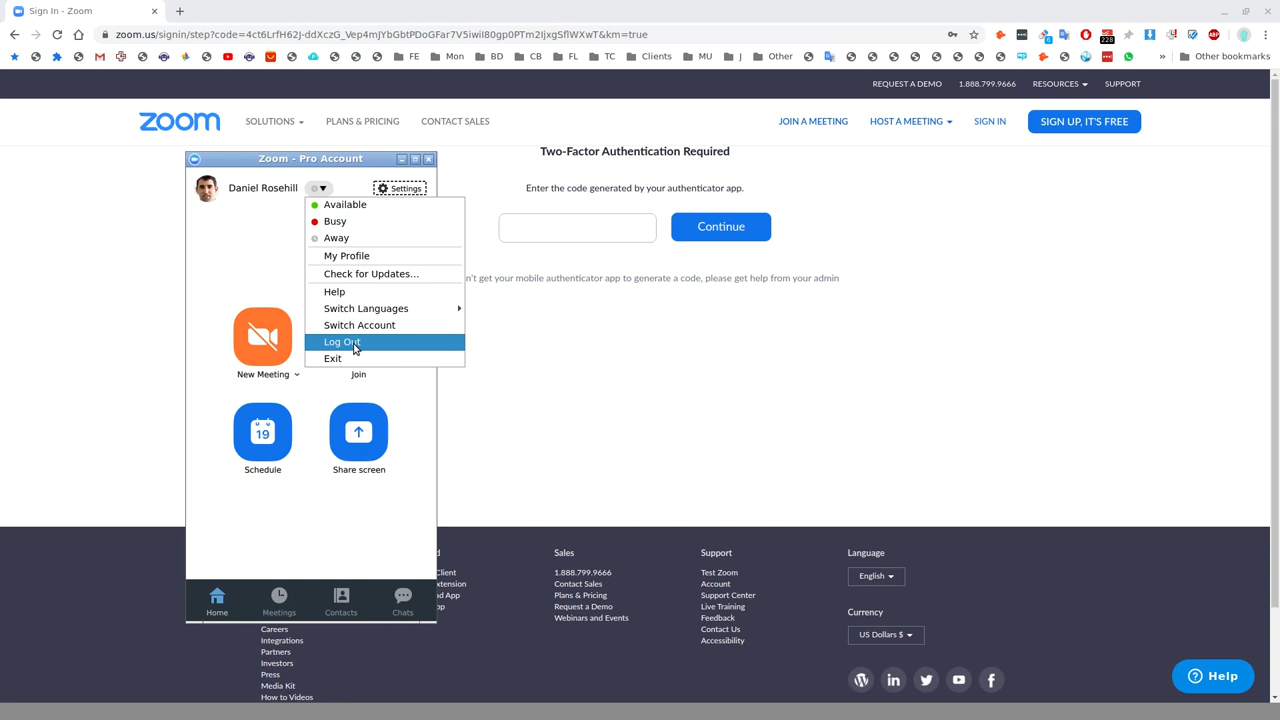 Sign In - Zoom
zoom.us/signin/step?code=4ct6LrfH62J-ddXczG_Vep4mJYbGbtPDoGFar7V5iwiI80gp0PTm2IjxgSflWXwT&km=true
FE
Mon
BD
CB
FL
TC
Clients
MU
J
Other
228
Other bookmarks
REQUEST A DEMO
1.888.799.9666
RESOURCES
SUPPORT
zoom
SOLUTIONS
PLANS & PRICING
CONTACT SALES
JOIN A MEETING
HOST A MEETING
SIGN IN
SIGN UP, IT'S FREE
Two-Factor Authentication Required
Enter the code generated by your authenticator app.
Continue
n't get your mobile authenticator app to generate a code, please get help from your admin
Zoom - Pro Account
Daniel Rosehill
Settings
Available
Busy
Away
My Profile
Check for Updates...
Help
Switch Languages
Switch Account
Log Out
Exit
New Meeting
Join
19
Schedule
Share screen
Home
Meetings
Contacts
Chats
d
Client
xtension
d App
pp
Careers
Integrations
Partners
Investors
Press
Media Kit
How to Videos
Sales
1.888.799.9666
Contact Sales
Plans & Pricing
Request a Demo
Webinars and Events
Support
Test Zoom
Account
Support Center
Live Training
Feedback
Contact Us
Accessibility
Language
English
Currency
US Dollars $
Help